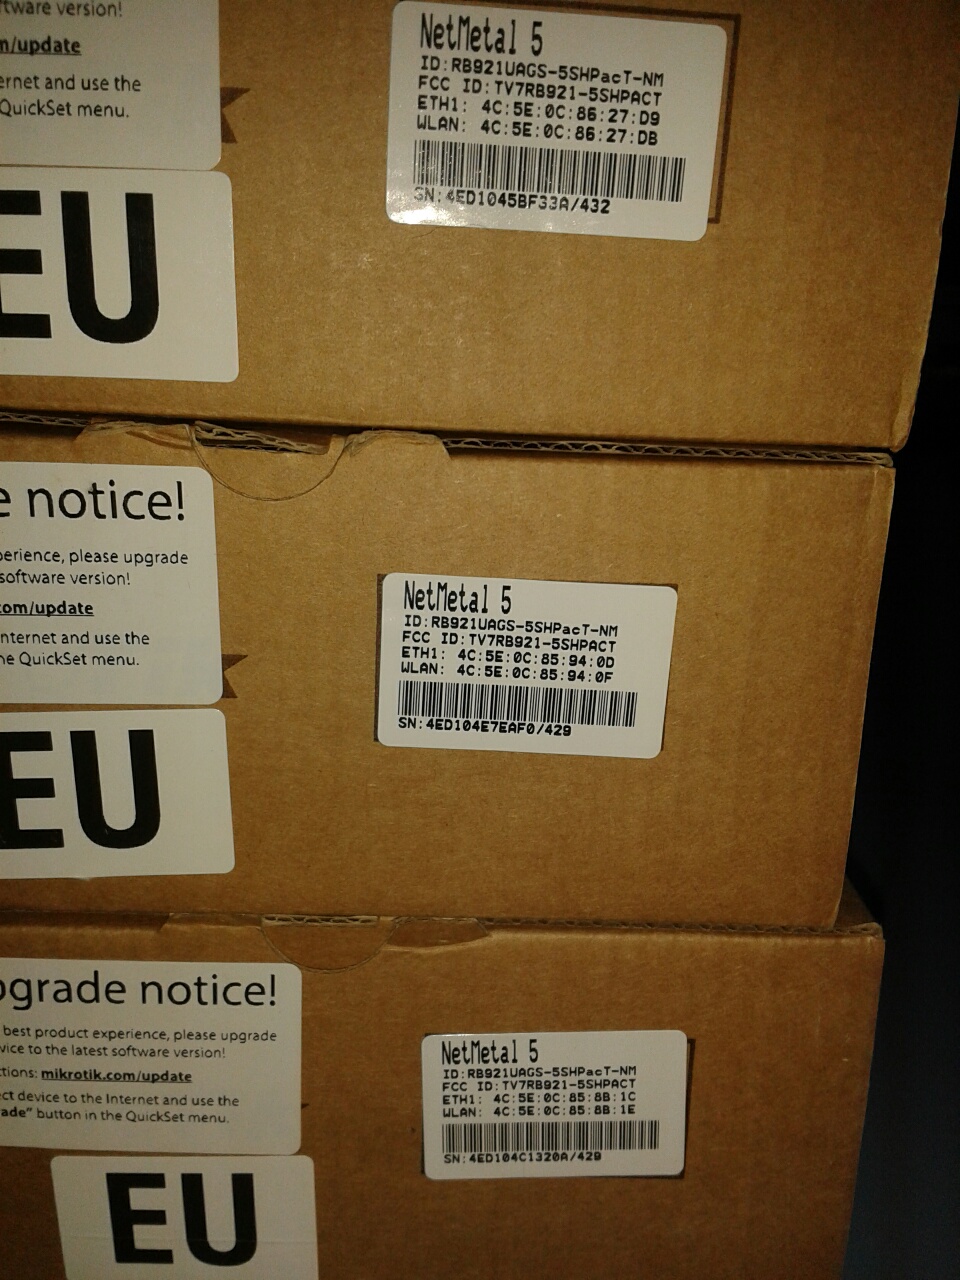 tware version!
m/update
ernet and use the
QuickSet menu.
EU
NetMetal 5
ID:RB921UAGS-5SHPacT-NM
FCC ID:TV7RB921-5SHPACT
ETH1: 4C:5E:0C:86:27:D9
WLAN: 4C:5E:0C:86:27:DB
SN:4ED1045BF33A/432
e notice!
perience, please upgrade
software version!
com/update
nternet and use the
he QuickSet menu.
EU
NetMetal 5
ID:RB921UAGS-5SHPacT-NM
FCC ID:TV7RB921-5SHPACT
ETH1: 4C:5E:0C:85:94:0D
WLAN: 4C:5E:0C:85:94:0F
SN:4ED104E7EAF0/429
pgrade notice!
best product experience, please upgrade
vice to the latest software version!
ctions: mikrotik.com/update
ct device to the Internet and use the
ade" button in the QuickSet menu.
EU
NetMetal 5
ID:RB921UAGS-5SHPacT-NM
FCC ID:TV7RB921-5SHPACT
ETH1: 4C:5E:0C:85:8B:1C
WLAN: 4C:5E:0C:85:8B:1E
SN:4ED104C1320A/429